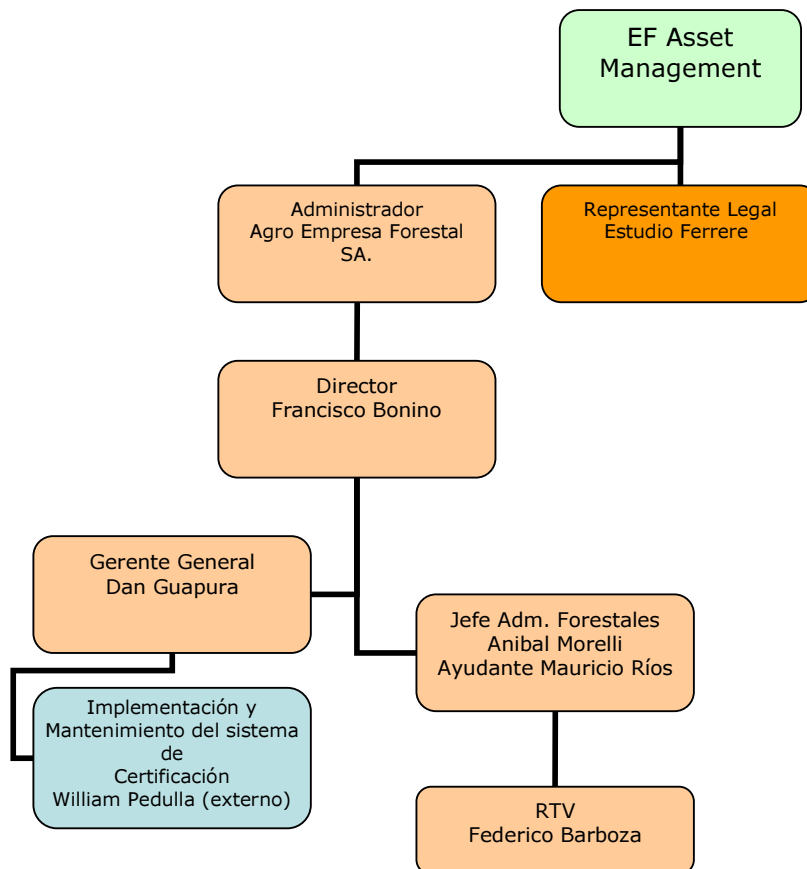 EF Asset
Management
Administrador
Agro Empresa Forestal
SA.
Representante Legal
Estudio Ferrere
Director
Francisco Bonino
Gerente General
Dan Guapura
Jefe Adm. Forestales
Anibal Morelli
Ayudante Mauricio Ríos
Implementación y
Mantenimiento del sistema
de
Certificación
William Pedulla (externo)
RTV
Federico Barboza